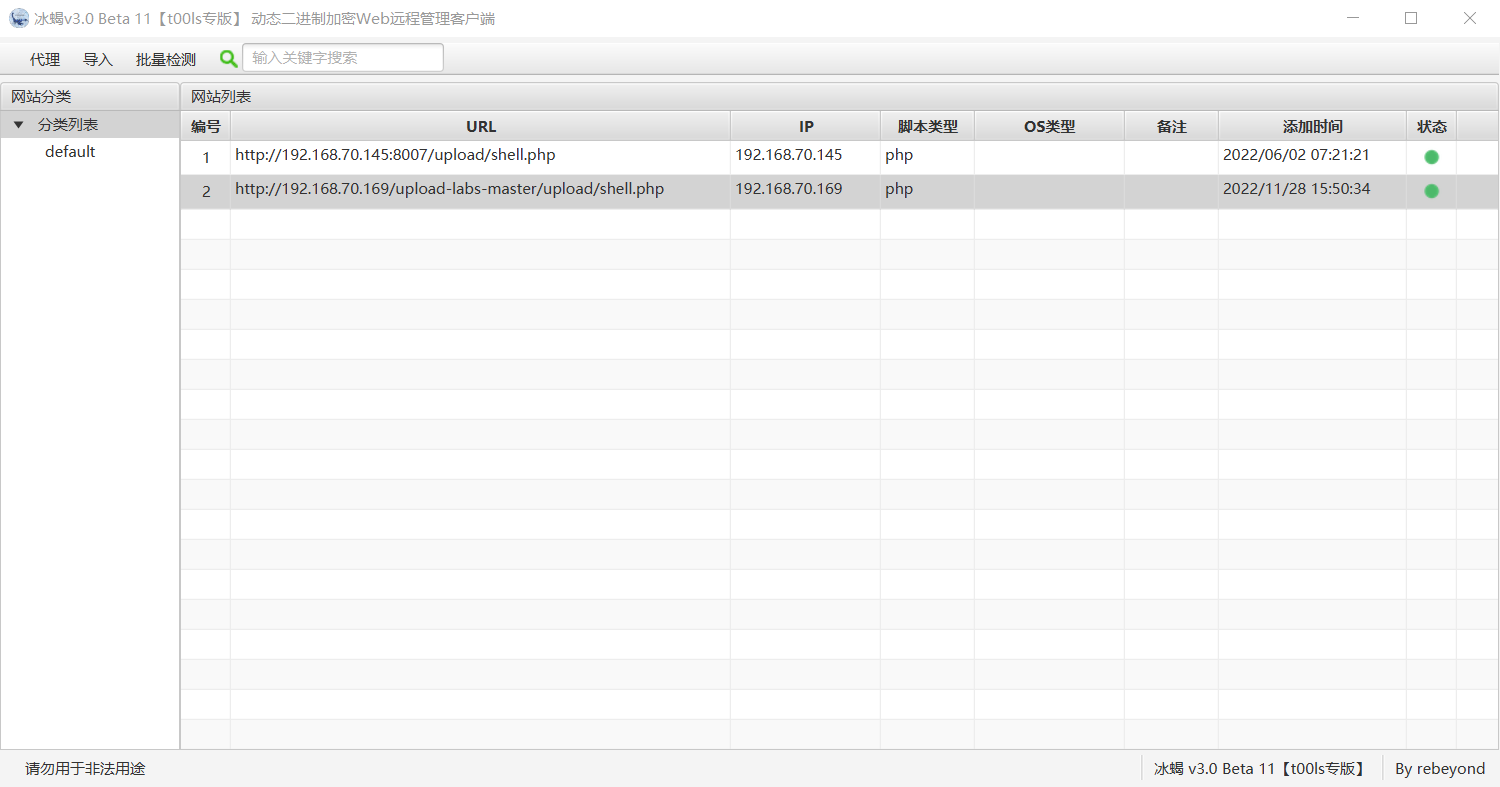 冰蝎v3.0 Beta 11【t00ls专版】 动态二进制加密Web远程管理客户端
代理 导入 批量检测 输入关键字搜索
网站分类 网站列表
分类列表 编号 URL IP 脚本类型 OS类型 备注 添加时间 状态
default
1 http://192.168.70.145:8007/upload/shell.php 192.168.70.145 php 2022/06/02 07:21:21
2 http://192.168.70.169/upload-labs-master/upload/shell.php 192.168.70.169 php 2022/11/28 15:50:34
请勿用于非法用途 冰蝎 v3.0 Beta 11【t00ls专版】 By rebeyond